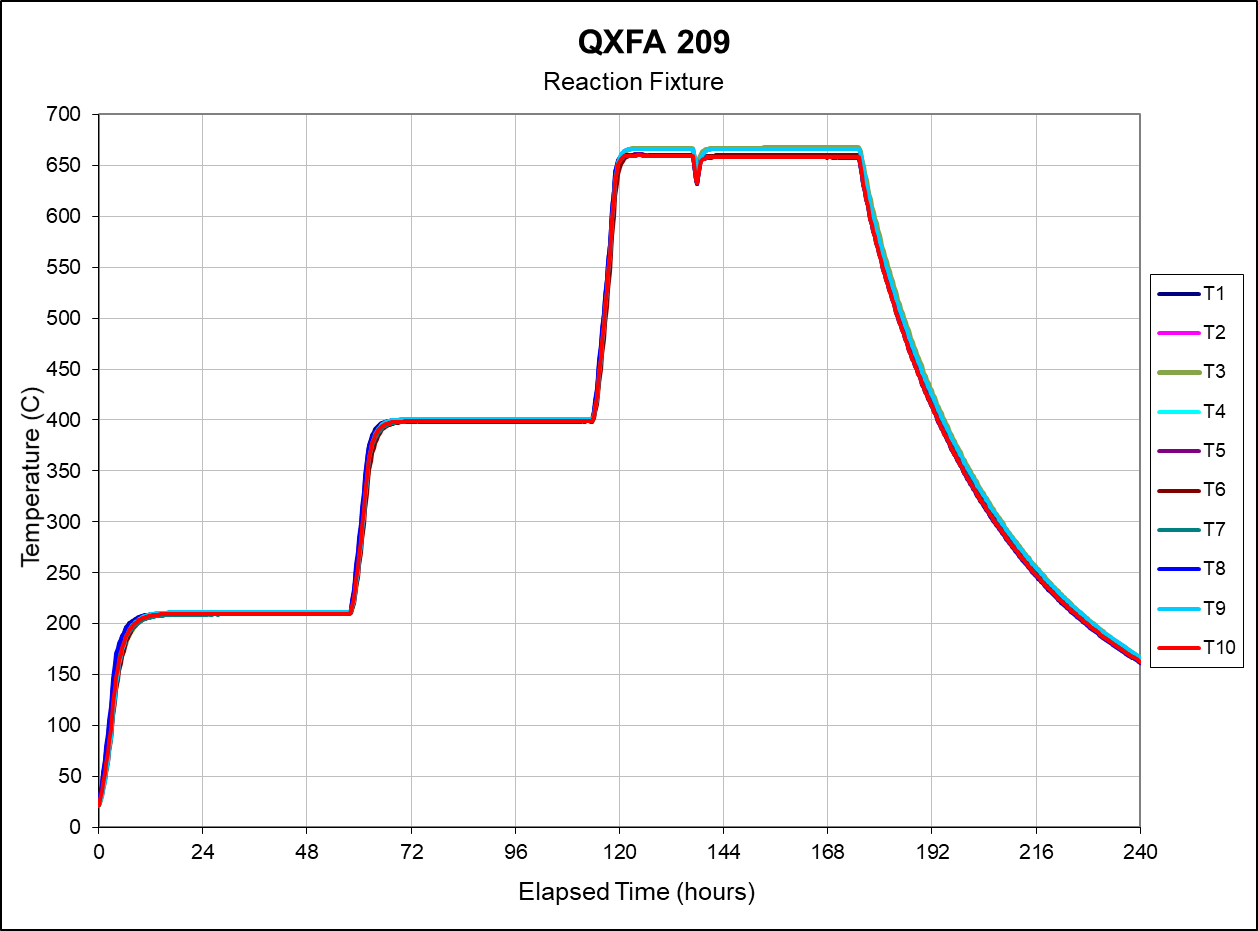 QXFA 209
Reaction Fixture
700
650
600
550
500
450
400
350
300
250
200
150
100
50
0
Temperature (C)
0 24 48 72 96 120 144 168 192 216 240
Elapsed Time (hours)
T1
T2
T3
T4
T5
T6
T7
T8
T9
T10